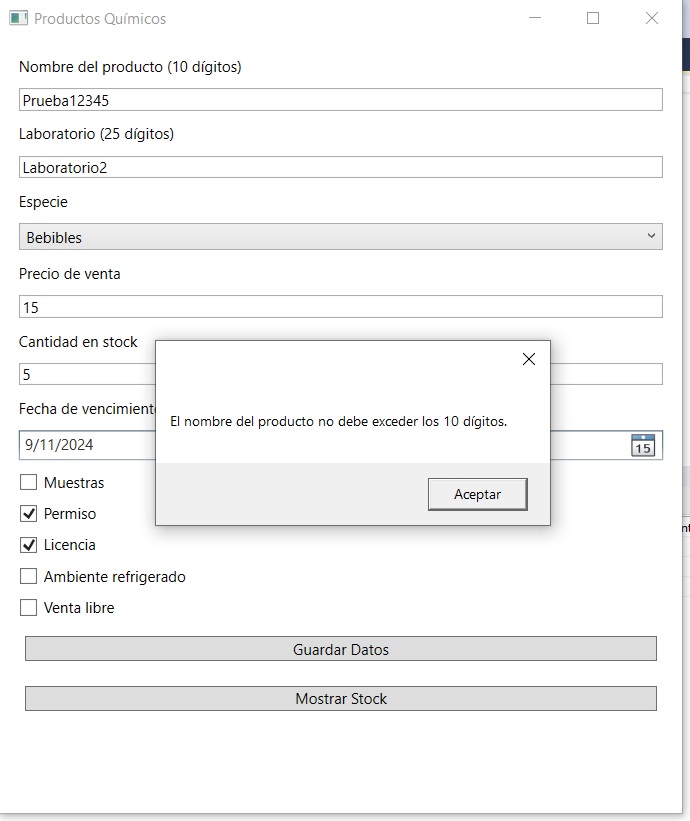 Productos Químicos
Nombre del producto (10 dígitos)
Prueba12345
Laboratorio (25 dígitos)
Laboratorio2
Especie
Bebibles
Precio de venta
15
Cantidad en stock
5
Fecha de vencimient
9/11/2024
15
El nombre del producto no debe exceder los 10 dígitos.
Aceptar
Muestras
Permiso
Licencia
Ambiente refrigerado
Venta libre
Guardar Datos
Mostrar Stock